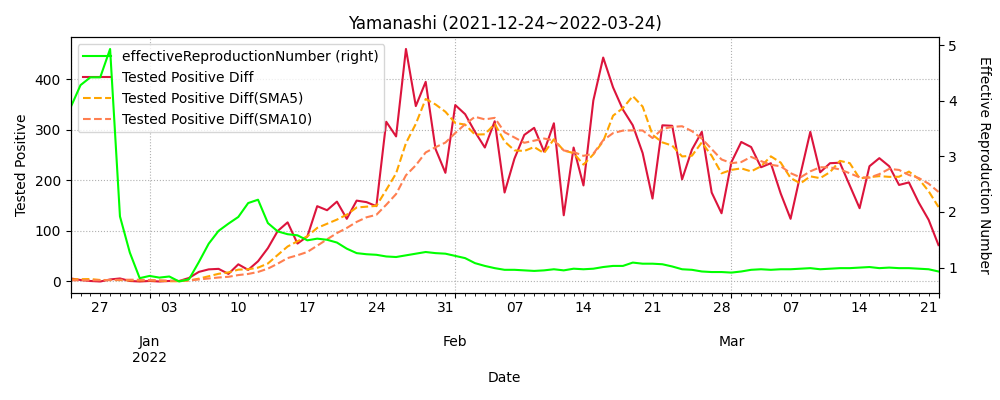 Yamanashi (2021-12-24~2022-03-24)
effectiveReproductionNumber (right)
Tested Positive Diff
Tested Positive Diff(SMA5)
Tested Positive Diff(SMA10)
Tested Positive
400
300
200
100
0
5
4
3
2
1
Effective Reproduction Number
27 03 10 17 24 07 14 21 28 07 14 21
Jan Feb Mar
2022
Date